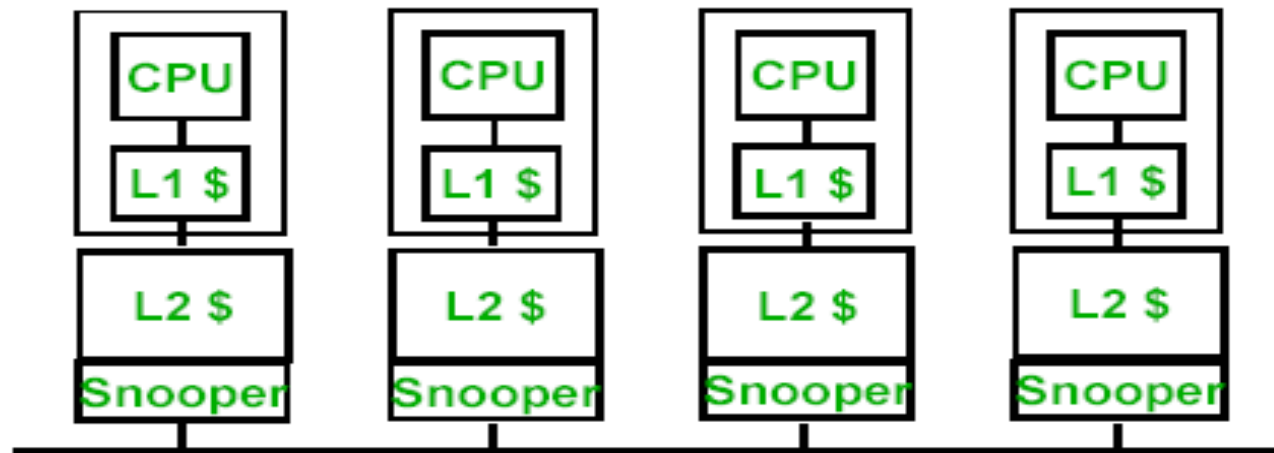 CPU CPU CPU CPU
L1 $ L1 $ L1 $ L1 $
L2 $ L2 $ L2 $ L2 $
Snooper Snooper Snooper Snooper